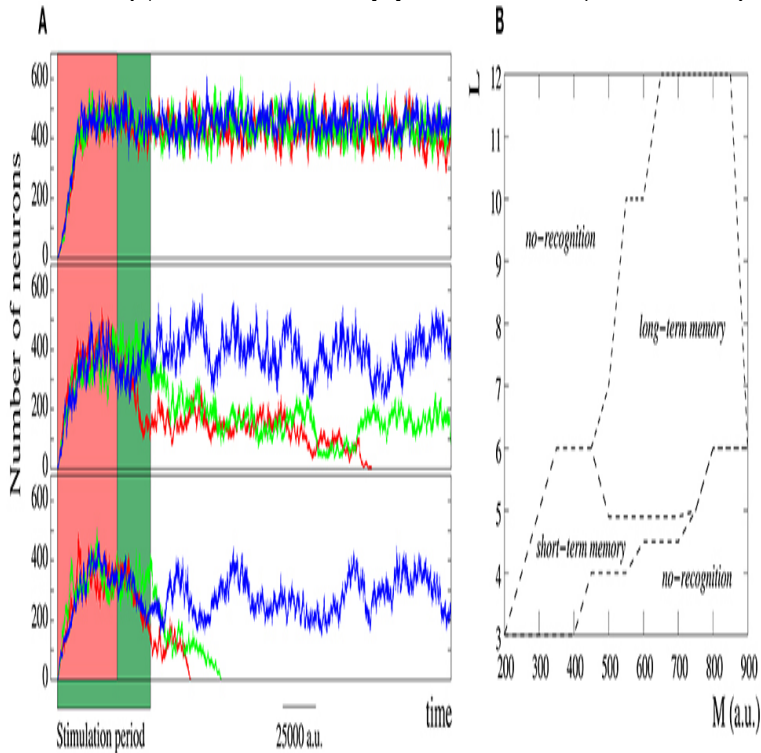 A
B
Number of neurons
600
400
200
0
600
400
200
0
600
400
200
0
Stimulation period
25000 a.u.
time
L
12
11
10
9
8
7
6
5
4
3
no-recognition
long-term memory
short-term memory
no-recognition
200 300 400 500 600 700 800 900
M (a.u.)